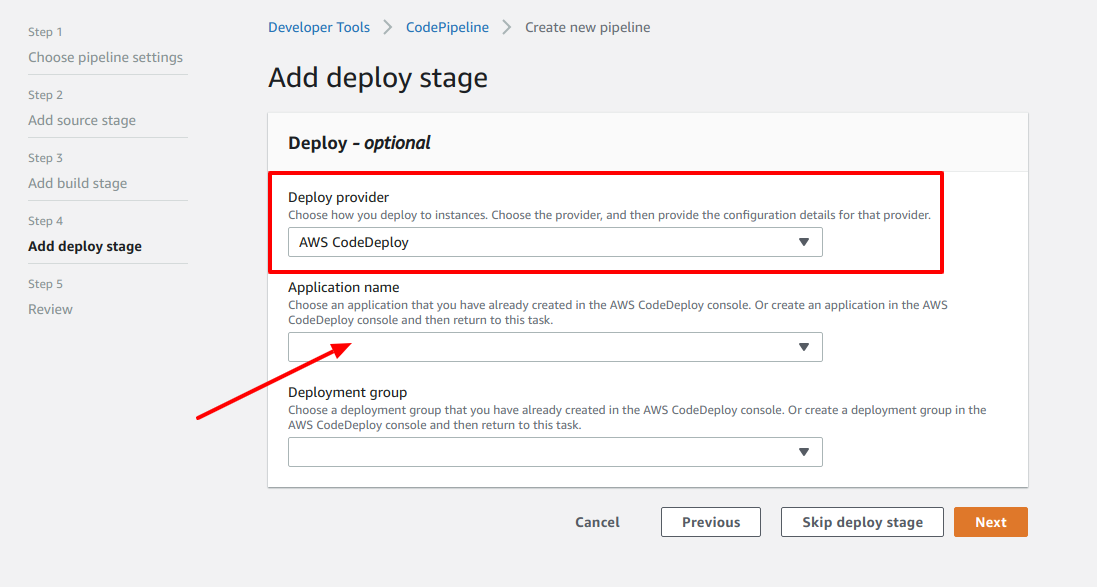 Step 1
Choose pipeline settings
Step 2
Add source stage
Step 3
Add build stage
Step 4
Add deploy stage
Step 5
Review
Developer Tools > CodePipeline > Create new pipeline
Add deploy stage
Deploy - optional
Deploy provider
Choose how you deploy to instances. Choose the provider, and then provide the configuration details for that provider.
AWS CodeDeploy
Application name
Choose an application that you have already created in the AWS CodeDeploy console. Or create an application in the AWS
CodeDeploy console and then return to this task.
Deployment group
Choose a deployment group that you have already created in the AWS CodeDeploy console. Or create a deployment group in the
AWS CodeDeploy console and then return to this task.
Cancel Previous Skip deploy stage Next